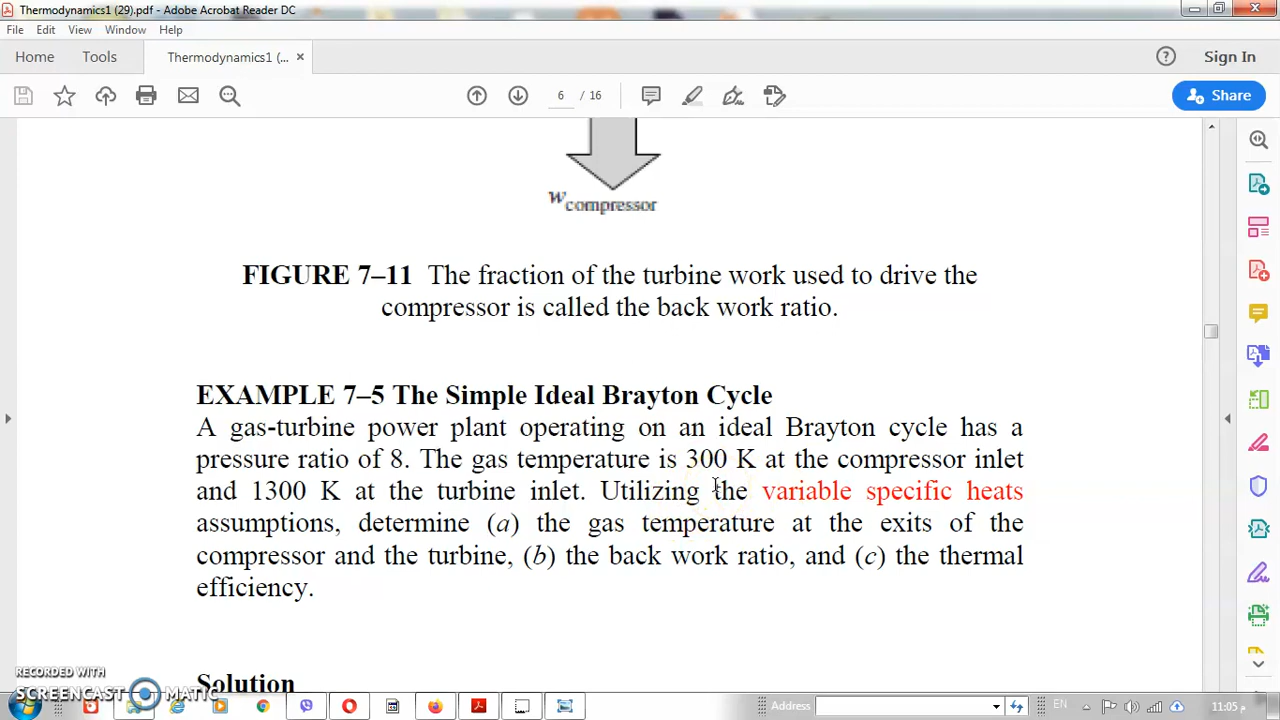 Thermodynamics1 (29).pdf - Adobe Acrobat Reader DC
File Edit View Window Help
Home Tools Thermodynamics1 (... × Sign In
6 / 16 Share
wcompressor
FIGURE 7–11 The fraction of the turbine work used to drive the
compressor is called the back work ratio.
EXAMPLE 7–5 The Simple Ideal Brayton Cycle
A gas-turbine power plant operating on an ideal Brayton cycle has a
pressure ratio of 8. The gas temperature is 300 K at the compressor inlet
and 1300 K at the turbine inlet. Utilizing the variable specific heats
assumptions, determine (a) the gas temperature at the exits of the
compressor and the turbine, (b) the back work ratio, and (c) the thermal
efficiency.
Solution
RECORDED WITH
SCREENCAST MATIC
Address EN 11:05 م